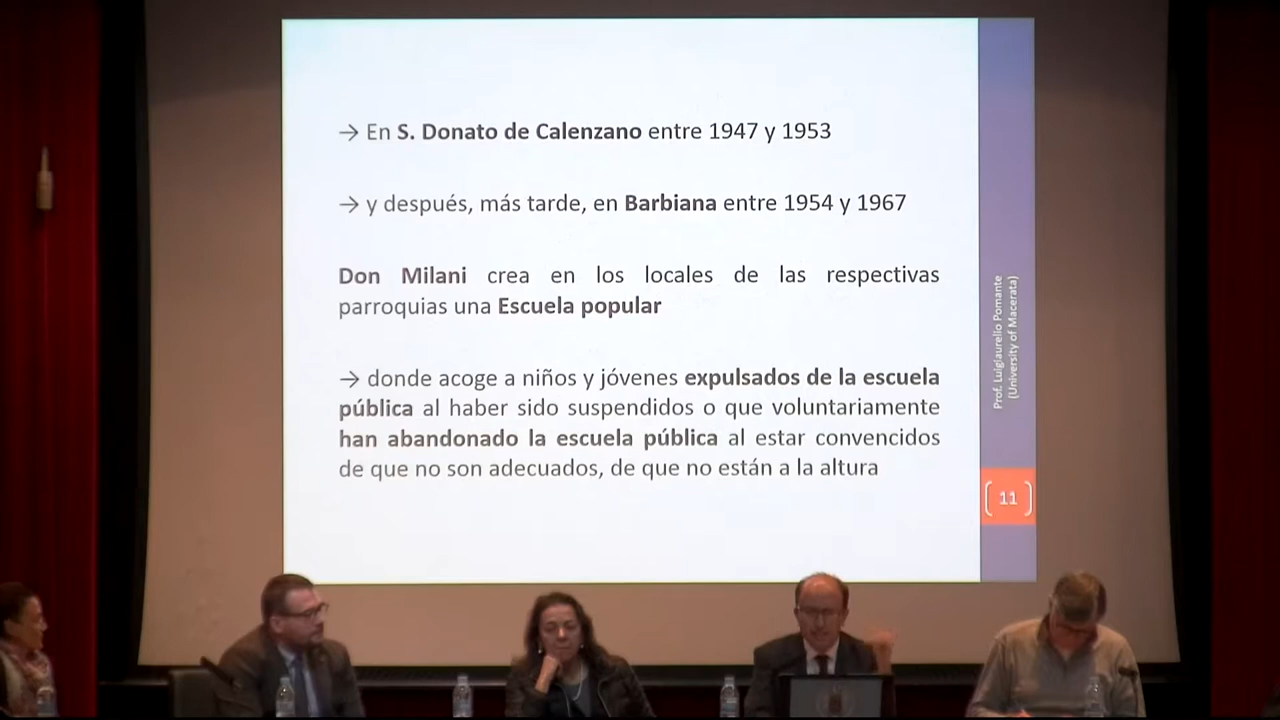 → En S. Donato de Calenzano entre 1947 y 1953
→ y después, más tarde, en Barbiana entre 1954 y 1967
Don Milani crea en los locales de las respectivas
parroquias una Escuela popular
→ donde acoge a niños y jóvenes expulsados de la escuela
pública al haber sido suspendidos o que voluntariamente
han abandonado la escuela pública al estar convencidos
de que no son adecuados, de que no están a la altura
Prof. Luigiaurelio Pomante
(University of Macerata)
11